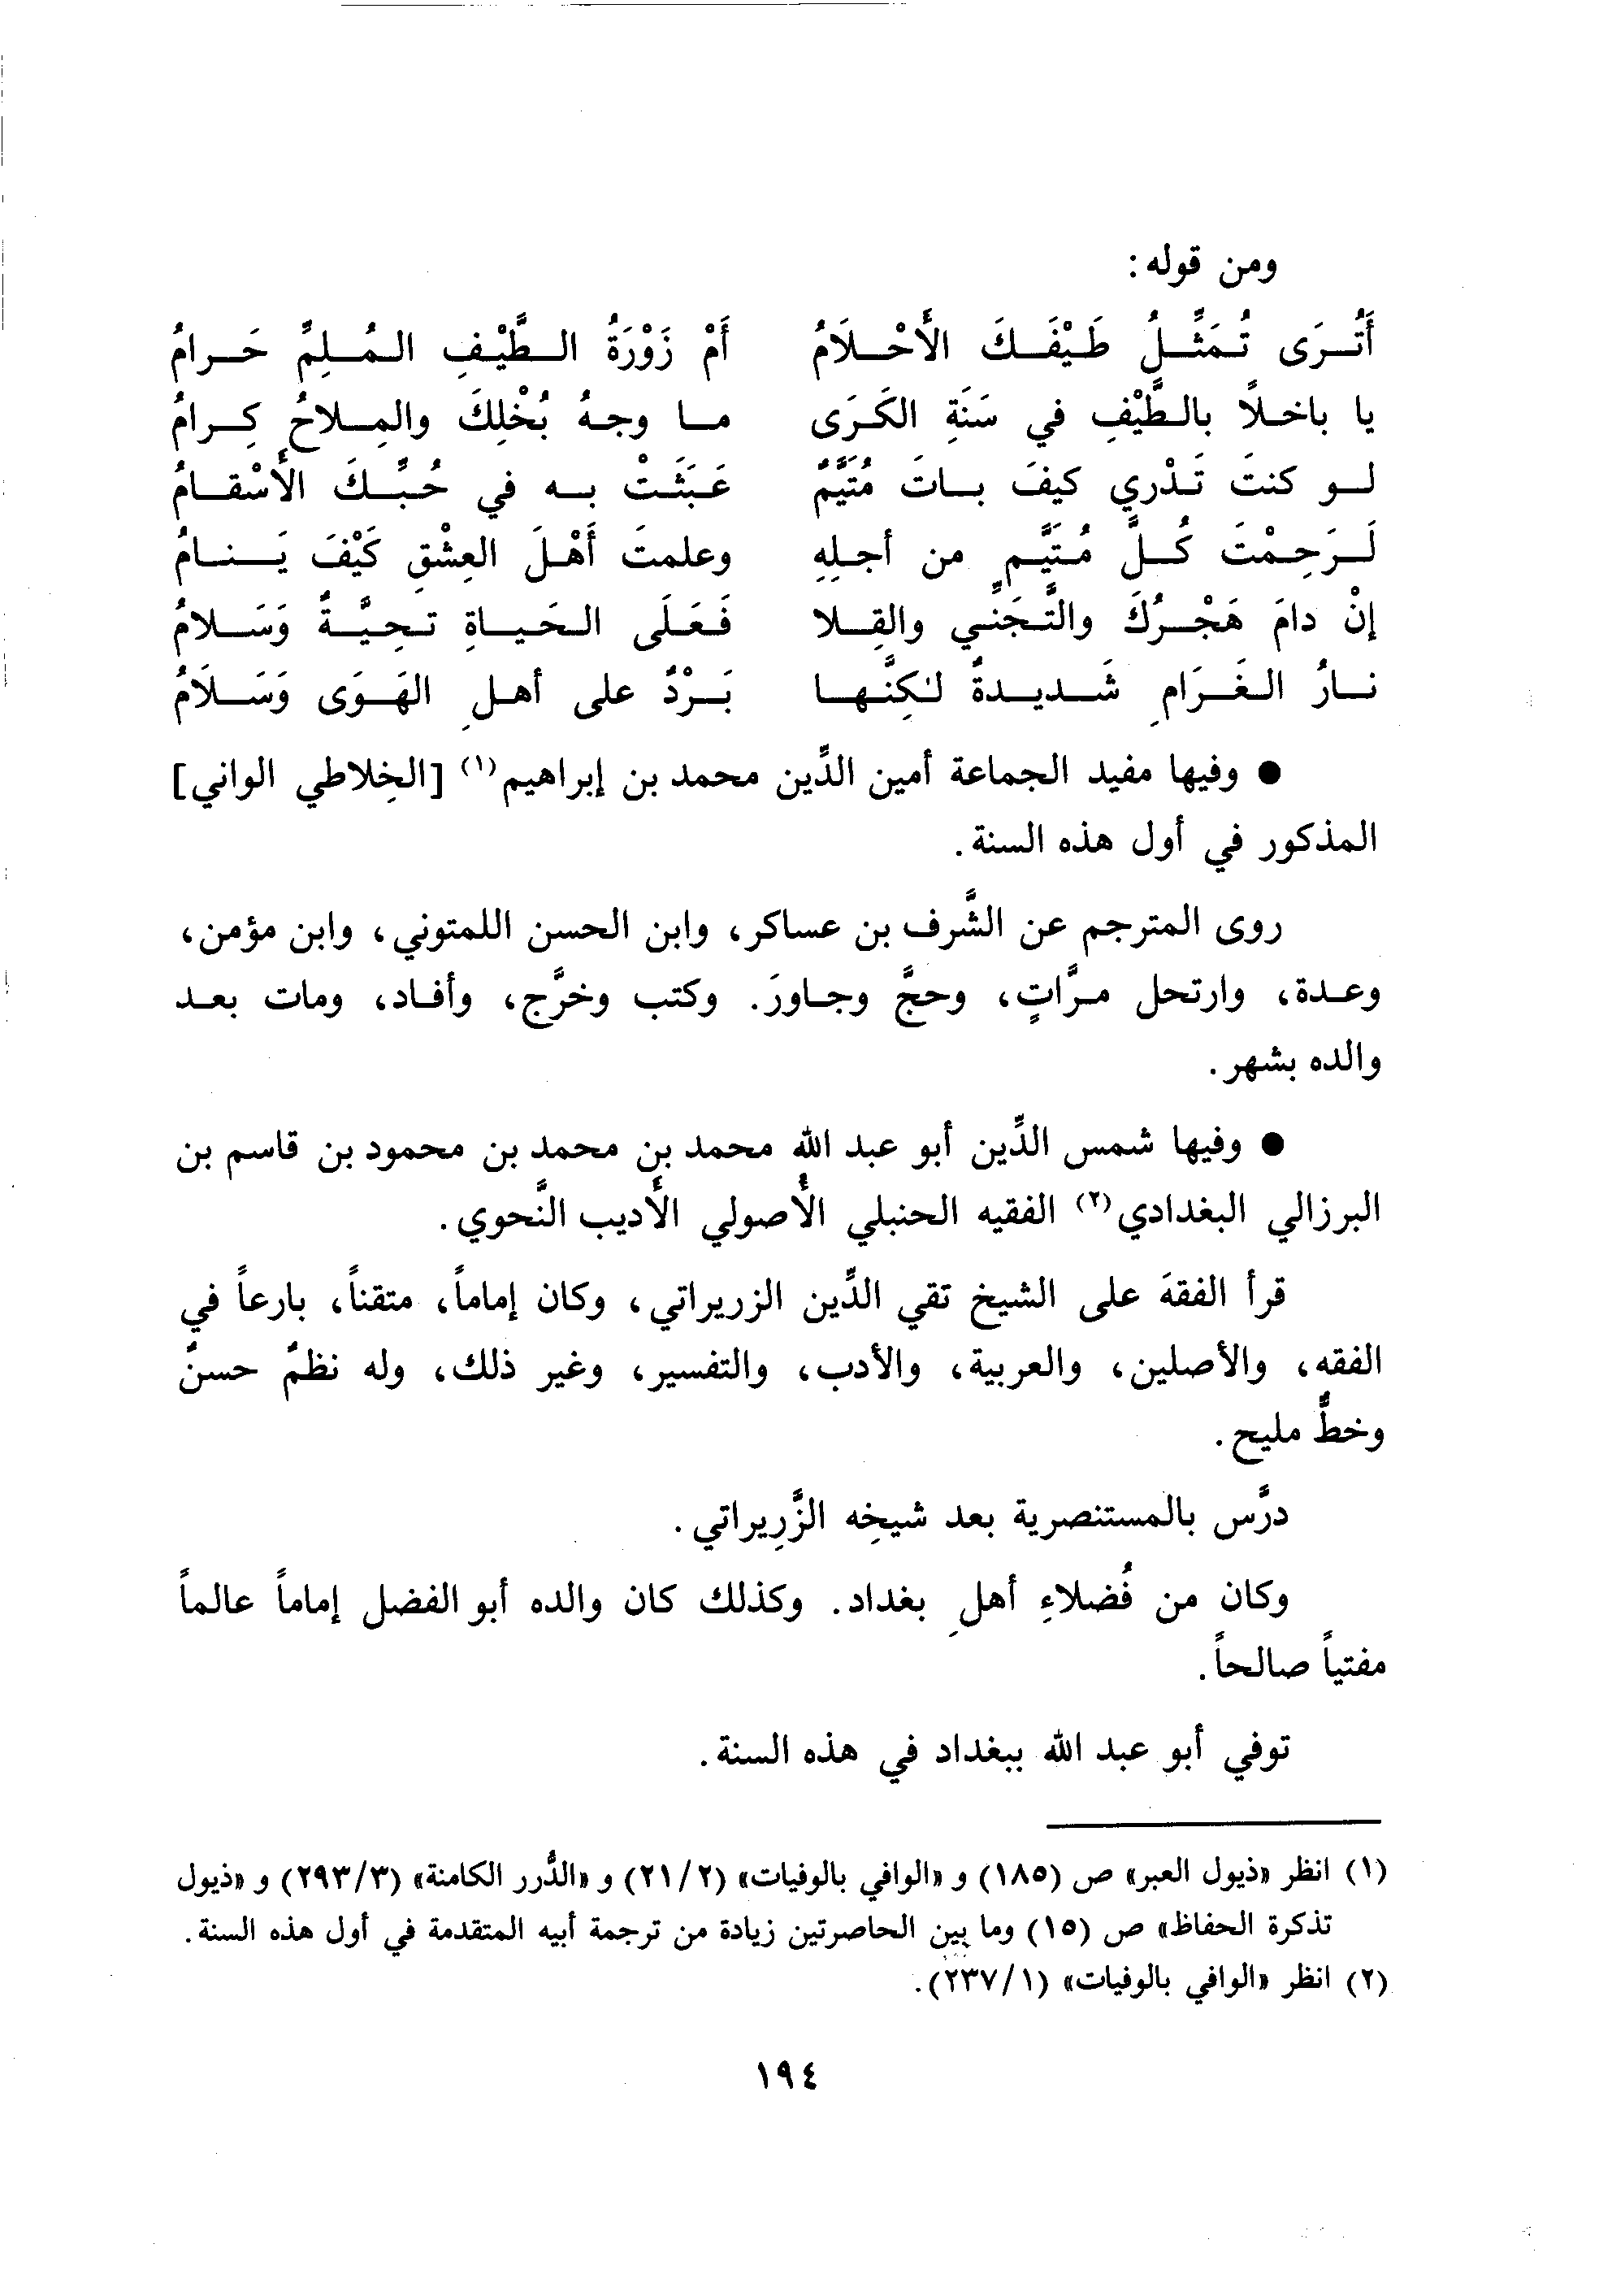 ومن قوله:
أَتُرَى تُمَثِّلُ طَيْفَكَ الأَحْلَامُ أَمْ زَوْرَةُ الطَّيْفِ المُلِمِّ حَرامُ
يا باخلاً بالطَّيْفِ في سَنَةِ الكَرَى ما وجهُ بُخْلِكَ والمِلاحُ كِرامُ
لو كنتَ تَدْرِي كيفَ باتَ مُتَيَّمٌ عَبَثَتْ به في حُبِّكَ الأَسْقامُ
لَرَحِمْتَ كُلَّ مُتَيَّمٍ من أجلِهِ وعلمتَ أَهْلَ العِشْقِ كَيْفَ يَنامُ
إنْ دامَ هَجْرُكَ والتَّجَنِّي والقِلا فَعَلَى الحَياةِ تحِيَّةٌ وَسَلامُ
نارُ الغَرَامِ شَديدةٌ لكِنَّها بَرْدٌ على أهلِ الهَوَى وَسَلَامُ
● وفيها مفيد الجماعة أمين الدِّين محمد بن إبراهيم(١) [الخِلاطي الواني]
المذكور في أول هذه السنة.
روى المترجم عن الشَّرف بن عساكر، وابن الحسن اللمتوني، وابن مؤمن،
وعدة، وارتحل مرَّاتٍ، وحجَّ وجاورَ. وكتب وخرَّج، وأفاد، ومات بعد
والده بشهر.
● وفيها شمس الدِّين أبو عبد الله محمد بن محمد بن محمود بن قاسم بن
البرزالي البغدادي(٢) الفقيه الحنبلي الأُصولي الأَديب النَّحوي.
قرأ الفقهَ على الشيخ تقي الدِّين الزريراتي، وكان إماماً، متقناً، بارعاً في
الفقه، والأصلين، والعربية، والأدب، والتفسير، وغير ذلك، وله نظمٌ حسنٌ
وخطٌّ مليح.
درَّس بالمستنصرية بعد شيخِه الزَّرِيراتي.
وكان من فُضلاءِ أهلِ بغداد. وكذلك كان والده أبو الفضل إماماً عالماً
مفتياً صالحاً.
توفي أبو عبد الله ببغداد في هذه السنة.
(١) انظر «ذيول العبر» ص (١٨٥) و «الوافي بالوفيات» (٢١/٢) و «الدُّرر الكامنة» (٢٩٣/٣) و «ذيول
تذكرة الحفاظ» ص (١٥) وما بين الحاصرتين زيادة من ترجمة أبيه المتقدمة في أول هذه السنة.
(٢) انظر «الوافي بالوفيات» (٢٣٧/١).
١٩٤